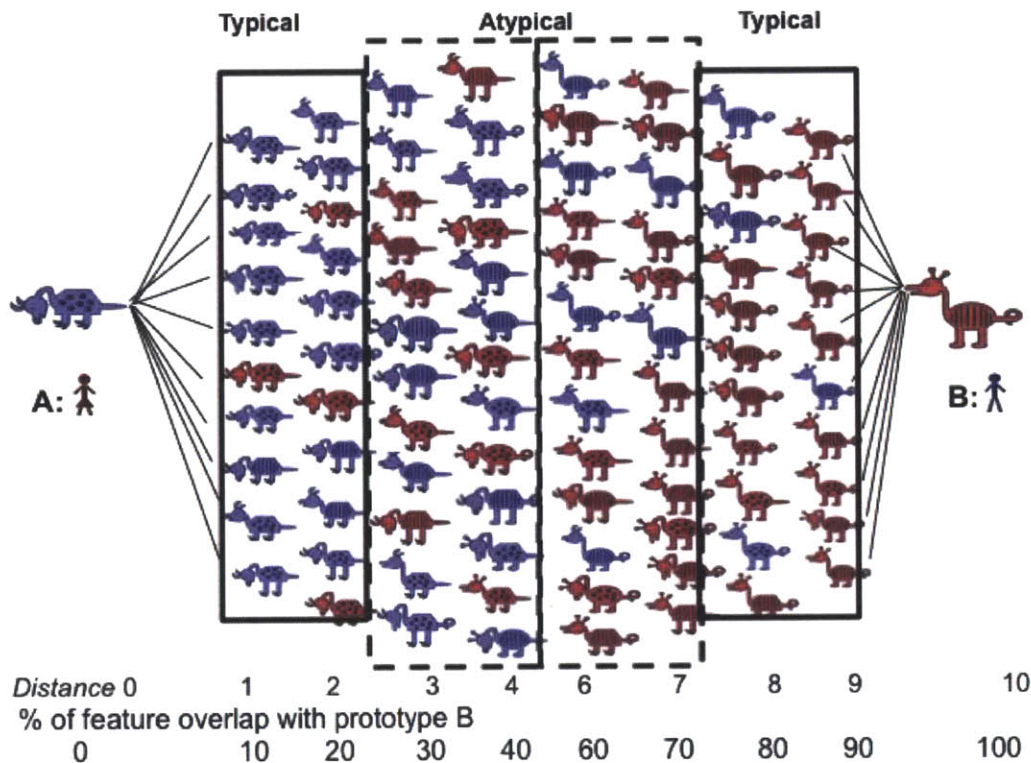 Typical Atypical Typical
A: B:
Distance 0 1 2 3 4 6 7 8 9 10
% of feature overlap with prototype B
0 10 20 30 40 60 70 80 90 100